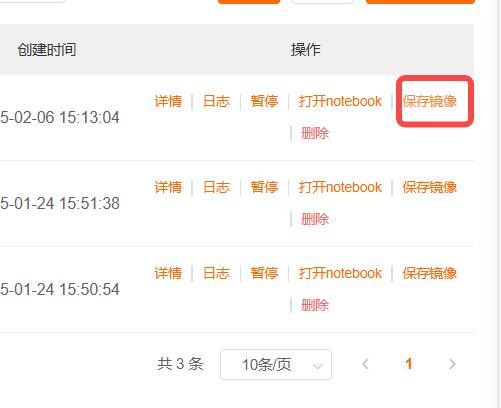 创建时间 操作
5-02-06 15:13:04 详情 日志 暂停 打开notebook 保存镜像
删除
5-01-24 15:51:38 详情 日志 暂停 打开notebook 保存镜像
删除
5-01-24 15:50:54 详情 日志 暂停 打开notebook 保存镜像
删除
共 3 条 10条/页 1